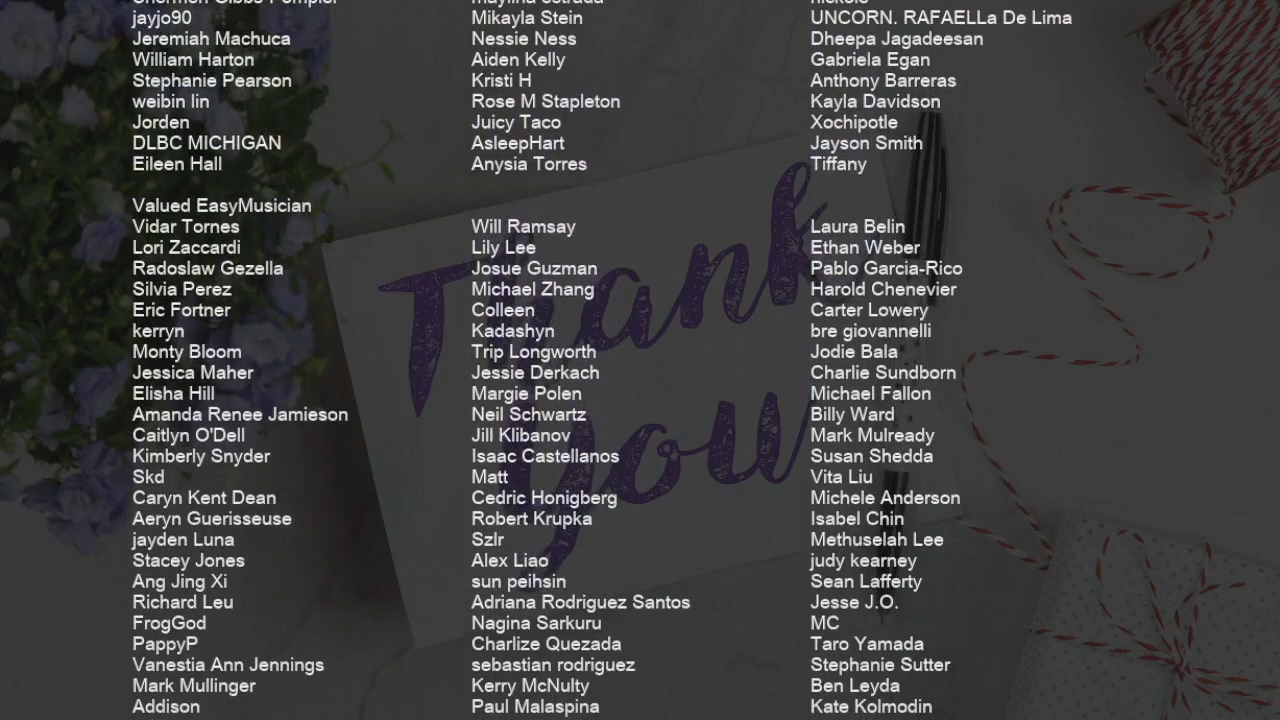 jayjo90 Mikayla Stein UNCORN. RAFAELLa De Lima
Jeremiah Machuca Nessie Ness Dheepa Jagadeesan
William Harton Aiden Kelly Gabriela Egan
Stephanie Pearson Kristi H Anthony Barreras
weibin lin Rose M Stapleton Kayla Davidson
Jorden Juicy Taco Xochipotle
DLBC MICHIGAN AsleepHart Jayson Smith
Eileen Hall Anysia Torres Tiffany
Valued EasyMusician
Vidar Tornes Will Ramsay Laura Belin
Lori Zaccardi Lily Lee Ethan Weber
Radoslaw Gezella Josue Guzman Pablo Garcia-Rico
Silvia Perez Michael Zhang Harold Chenevier
Eric Fortner Colleen Carter Lowery
kerryn Kadashyn bre giovannelli
Monty Bloom Trip Longworth Jodie Bala
Jessica Maher Jessie Derkach Charlie Sundborn
Elisha Hill Margie Polen Michael Fallon
Amanda Renee Jamieson Neil Schwartz Billy Ward
Caitlyn O'Dell Jill Klibanov Mark Mulready
Kimberly Snyder Isaac Castellanos Susan Shedda
Skd Matt Vita Liu
Caryn Kent Dean Cedric Honigberg Michele Anderson
Aeryn Guerisseuse Robert Krupka Isabel Chin
jayden Luna Szlr Methuselah Lee
Stacey Jones Alex Liao judy kearney
Ang Jing Xi sun peihsin Sean Lafferty
Richard Leu Adriana Rodriguez Santos Jesse J.O.
FrogGod Nagina Sarkuru MC
PappyP Charlize Quezada Taro Yamada
Vanestia Ann Jennings sebastian rodriguez Stephanie Sutter
Mark Mullinger Kerry McNulty Ben Leyda
Addison Paul Malaspina Kate Kolmodin
Thank
you